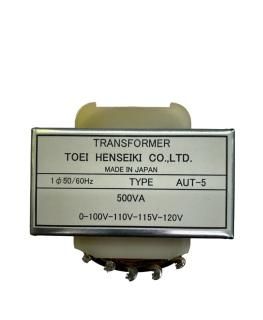 TRANSFORMER
TOEI HENSEIKI CO.,LTD.
MADE IN JAPAN
1φ50/60Hz TYPE AUT-5
500VA
0-100V-110V-115V-120V